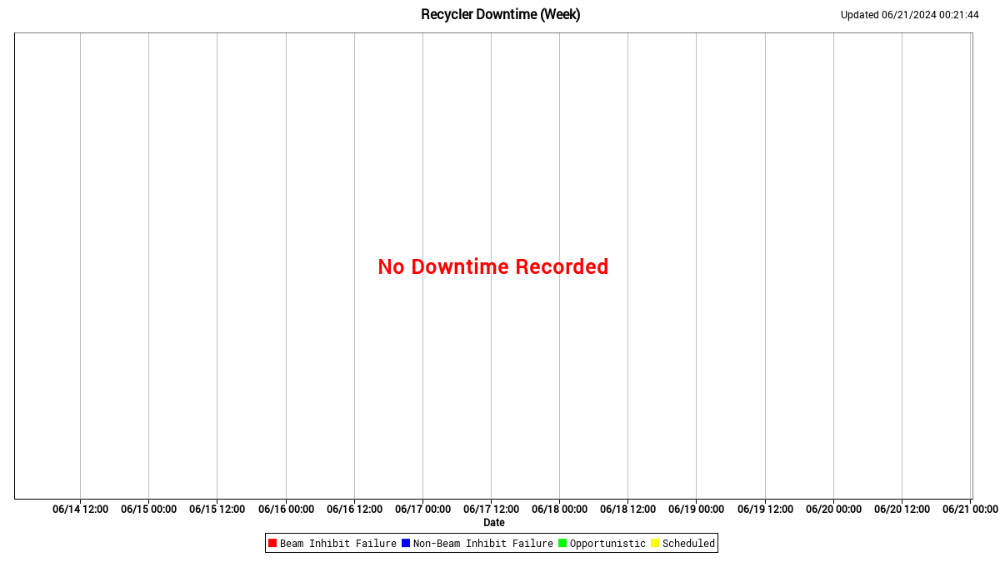 Recycler Downtime (Week)
Updated 06/21/2024 00:21:44
No Downtime Recorded
06/14 12:00 06/15 00:00 06/15 12:00 06/16 00:00 06/16 12:00 06/17 00:00 06/17 12:00 06/18 00:00 06/18 12:00 06/19 00:00 06/19 12:00 06/20 00:00 06/20 12:00 06/21 00:00
Date
Beam Inhibit Failure Non-Beam Inhibit Failure Opportunistic Scheduled